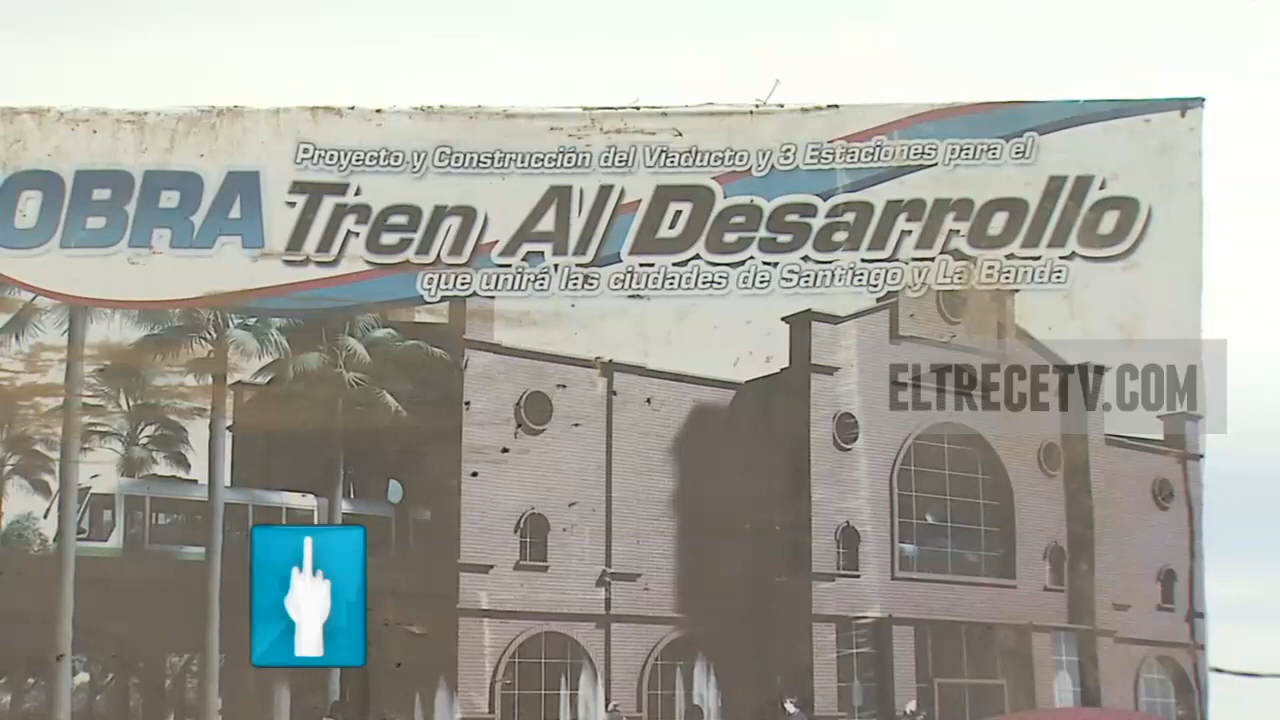 Proyecto y Construcción del Viaducto y 3 Estaciones para el
OBRA Tren Al Desarrollo
que unirá las ciudades de Santiago y La Banda
ELTRECETV.COM